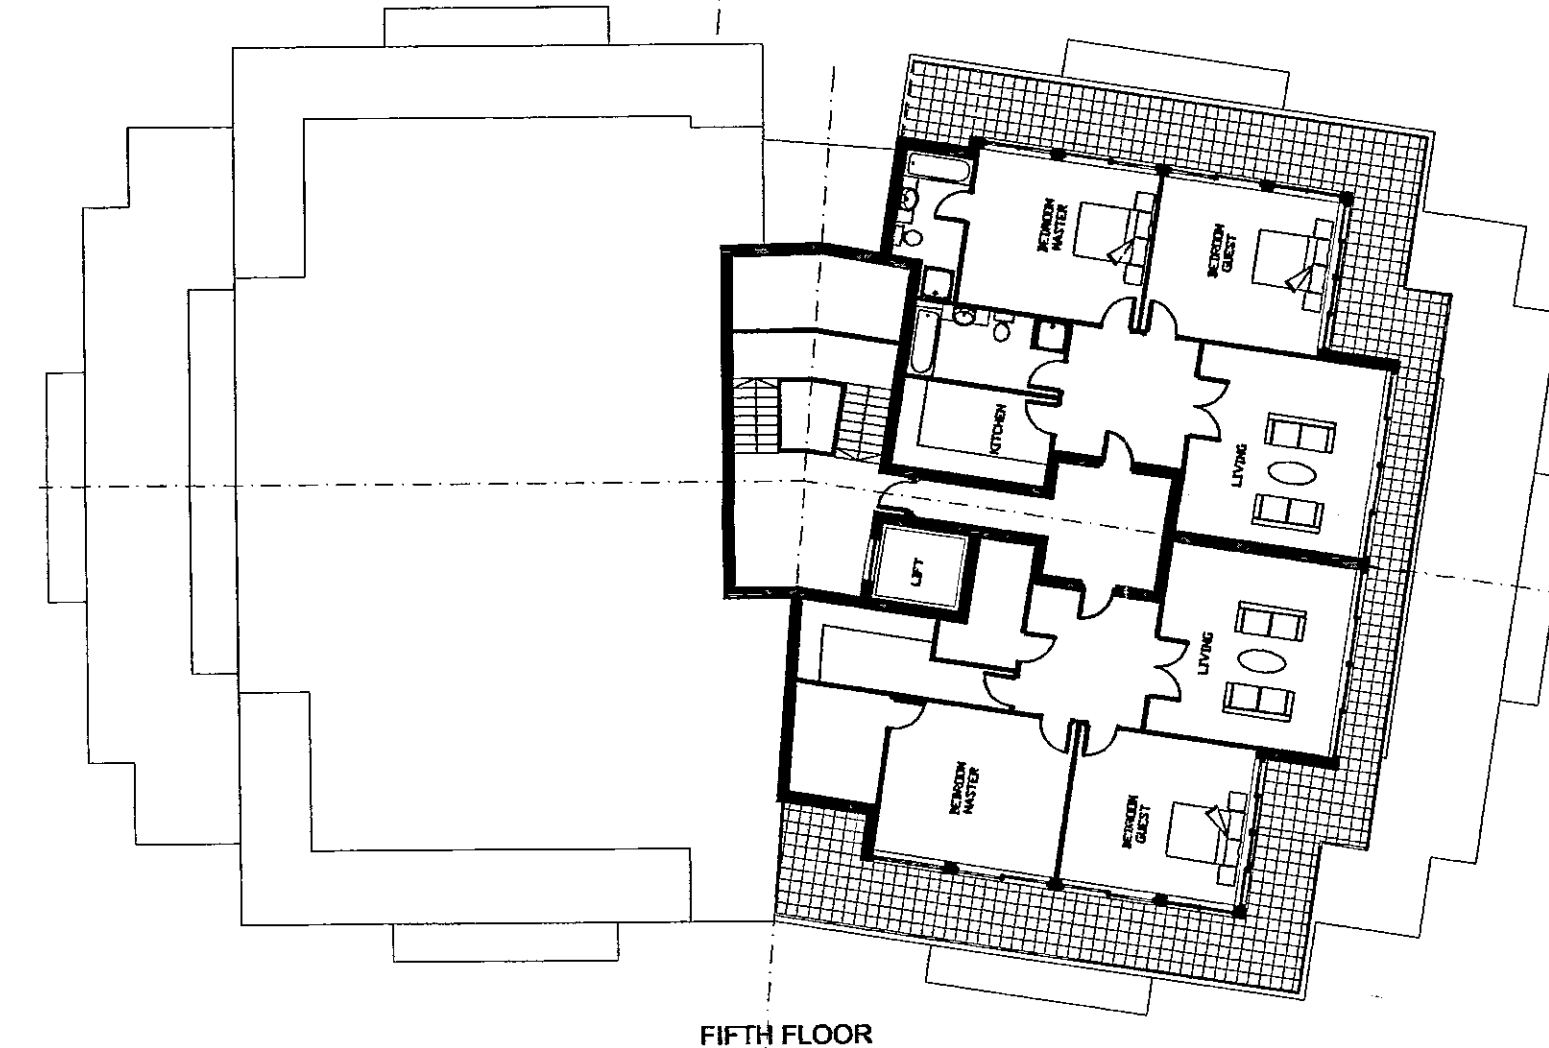 BEDROOM
MASTER
BEDROOM
GUEST
KITCHEN
LIVING
LIFT
LIVING
BEDROOM
MASTER
BEDROOM
GUEST
FIFTH FLOOR